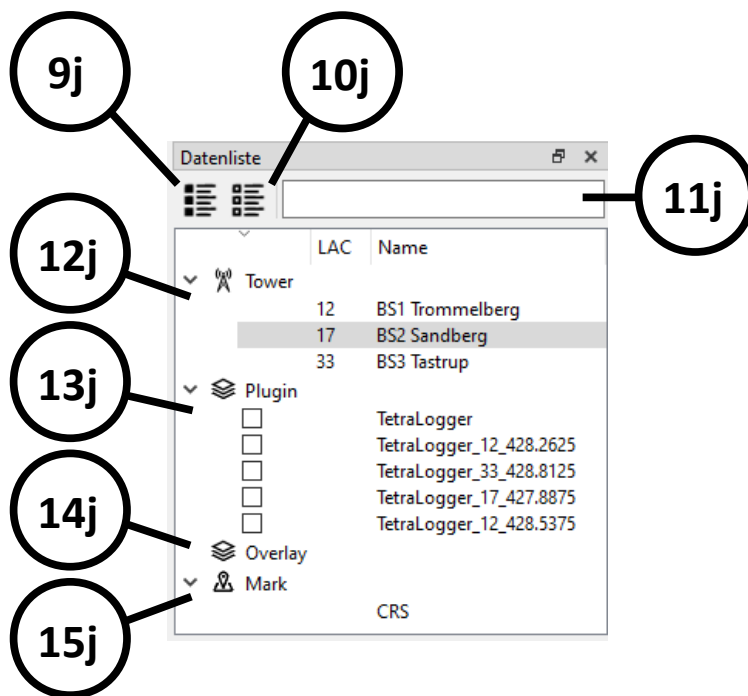 9j
10j
Datenliste
11j
12j
LAC Name
Tower
12 BS1 Trommelberg
17 BS2 Sandberg
33 BS3 Tastrup
13j
Plugin
TetraLogger
TetraLogger_12_428.2625
TetraLogger_33_428.8125
TetraLogger_17_427.8875
TetraLogger_12_428.5375
14j
Overlay
Mark
CRS
15j